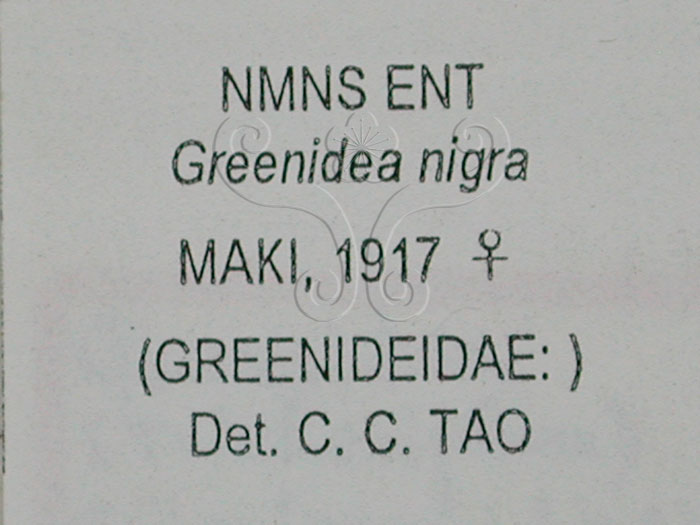 NMNS ENT
Greenidea nigra
MAKI, 1917 ♀
(GREENIDEIDAE: )
Det. C. C. TAO